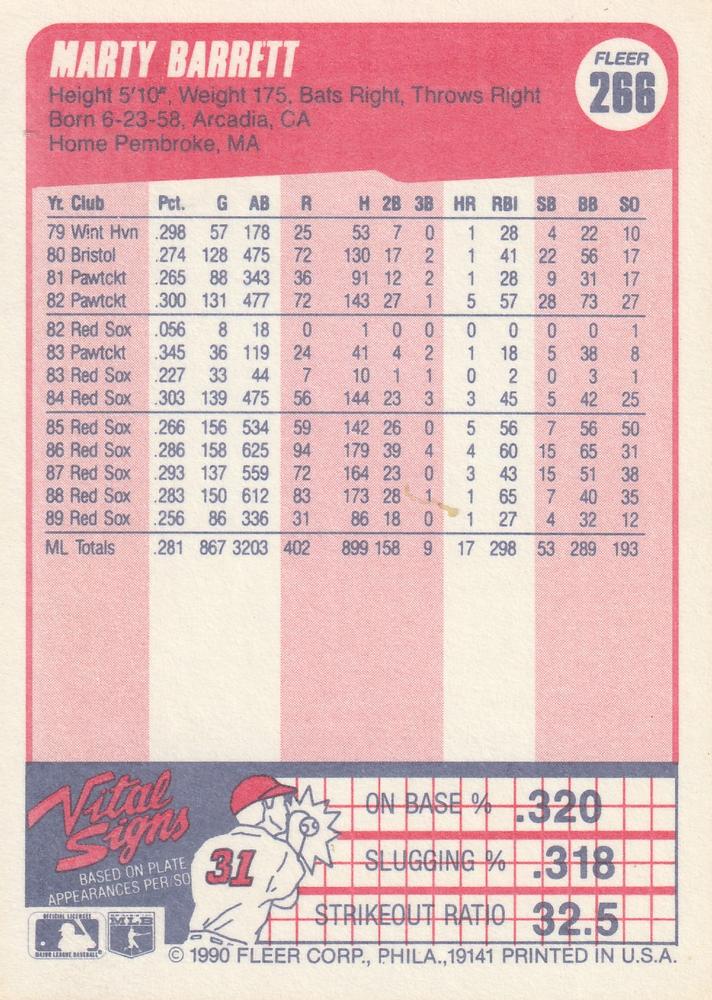 MARTY BARRETT
FLEER
266
Height 5'10", Weight 175, Bats Right, Throws Right
Born 6-23-58, Arcadia, CA
Home Pembroke, MA
Yr. Club Pct. G AB R H 2B 3B HR RBI SB BB SO
79 Wint Hvn .298 57 178 25 53 7 0 1 28 4 22 10
80 Bristol .274 128 475 72 130 17 2 1 41 22 56 17
81 Pawtckt .265 88 343 36 91 12 2 1 28 9 31 17
82 Pawtckt .300 131 477 72 143 27 1 5 57 28 73 27
82 Red Sox .056 8 18 0 1 0 0 0 0 0 0 1
83 Pawtckt .345 36 119 24 41 4 2 1 18 5 38 8
83 Red Sox .227 33 44 7 10 1 1 0 2 0 3 1
84 Red Sox .303 139 475 56 144 23 3 3 45 5 42 25
85 Red Sox .266 156 534 59 142 26 0 5 56 7 56 50
86 Red Sox .286 158 625 94 179 39 4 4 60 15 65 31
87 Red Sox .293 137 559 72 164 23 0 3 43 15 51 38
88 Red Sox .283 150 612 83 173 28 1 65 7 40 35
89 Red Sox .256 86 336 31 86 18 0 1 27 4 32 12
ML Totals .281 867 3203 402 899 158 9 17 298 53 289 193
Vital Signs
BASED ON PLATE
APPEARANCES PER/SO
31
ON BASE % .320
SLUGGING % .318
STRIKEOUT RATIO 32.5
OFFICIAL LICENSEE
MAJOR LEAGUE BASEBALL
MLB
© 1990 FLEER CORP., PHILA.,19141 PRINTED IN U.S.A.